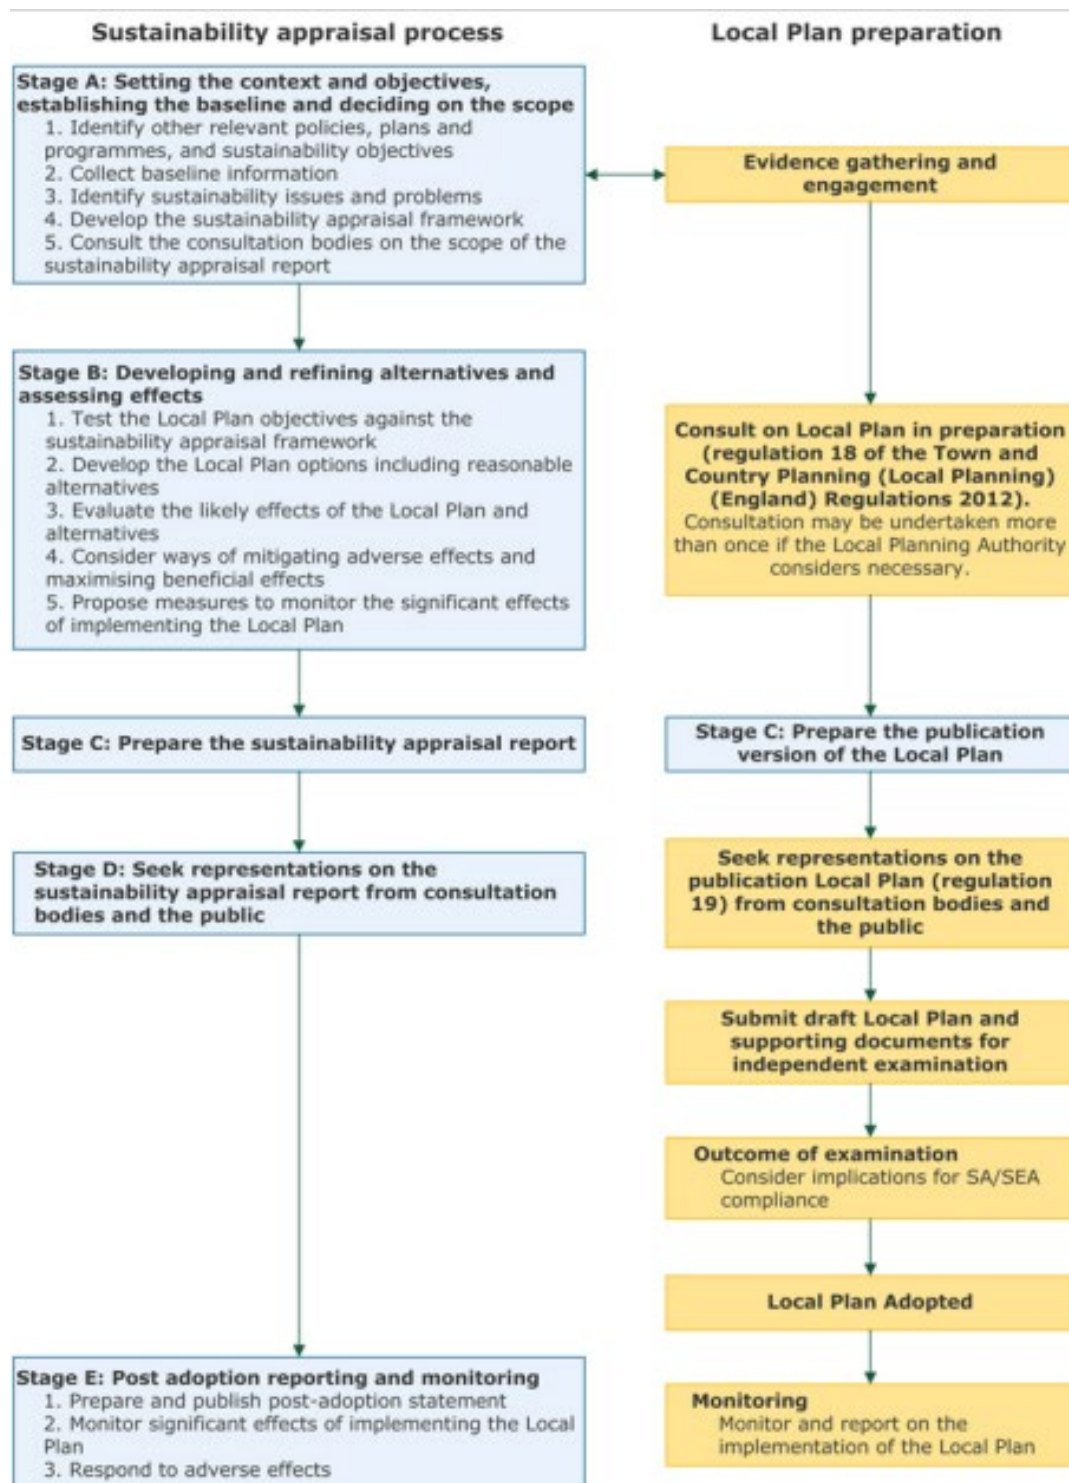 Sustainability appraisal process
Local Plan preparation
Stage A: Setting the context and objectives,
establishing the baseline and deciding on the scope
1. Identify other relevant policies, plans and
programmes, and sustainability objectives
2. Collect baseline information
3. Identify sustainability issues and problems
4. Develop the sustainability appraisal framework
5. Consult the consultation bodies on the scope of the
sustainability appraisal report
Evidence gathering and
engagement
Stage B: Developing and refining alternatives and
assessing effects
1. Test the Local Plan objectives against the
sustainability appraisal framework
2. Develop the Local Plan options including reasonable
alternatives
3. Evaluate the likely effects of the Local Plan and
alternatives
4. Consider ways of mitigating adverse effects and
maximising beneficial effects
5. Propose measures to monitor the significant effects
of implementing the Local Plan
Consult on Local Plan in preparation
(regulation 18 of the Town and
Country Planning (Local Planning)
(England) Regulations 2012).
Consultation may be undertaken more
than once if the Local Planning Authority
considers necessary.
Stage C: Prepare the sustainability appraisal report
Stage C: Prepare the publication
version of the Local Plan
Stage D: Seek representations on the
sustainability appraisal report from consultation
bodies and the public
Seek representations on the
publication Local Plan (regulation
19) from consultation bodies and
the public
Submit draft Local Plan and
supporting documents for
independent examination
Outcome of examination
Consider implications for SA/SEA
compliance
Local Plan Adopted
Stage E: Post adoption reporting and monitoring
1. Prepare and publish post-adoption statement
2. Monitor significant effects of implementing the Local
Plan
3. Respond to adverse effects
Monitoring
Monitor and report on the
implementation of the Local Plan